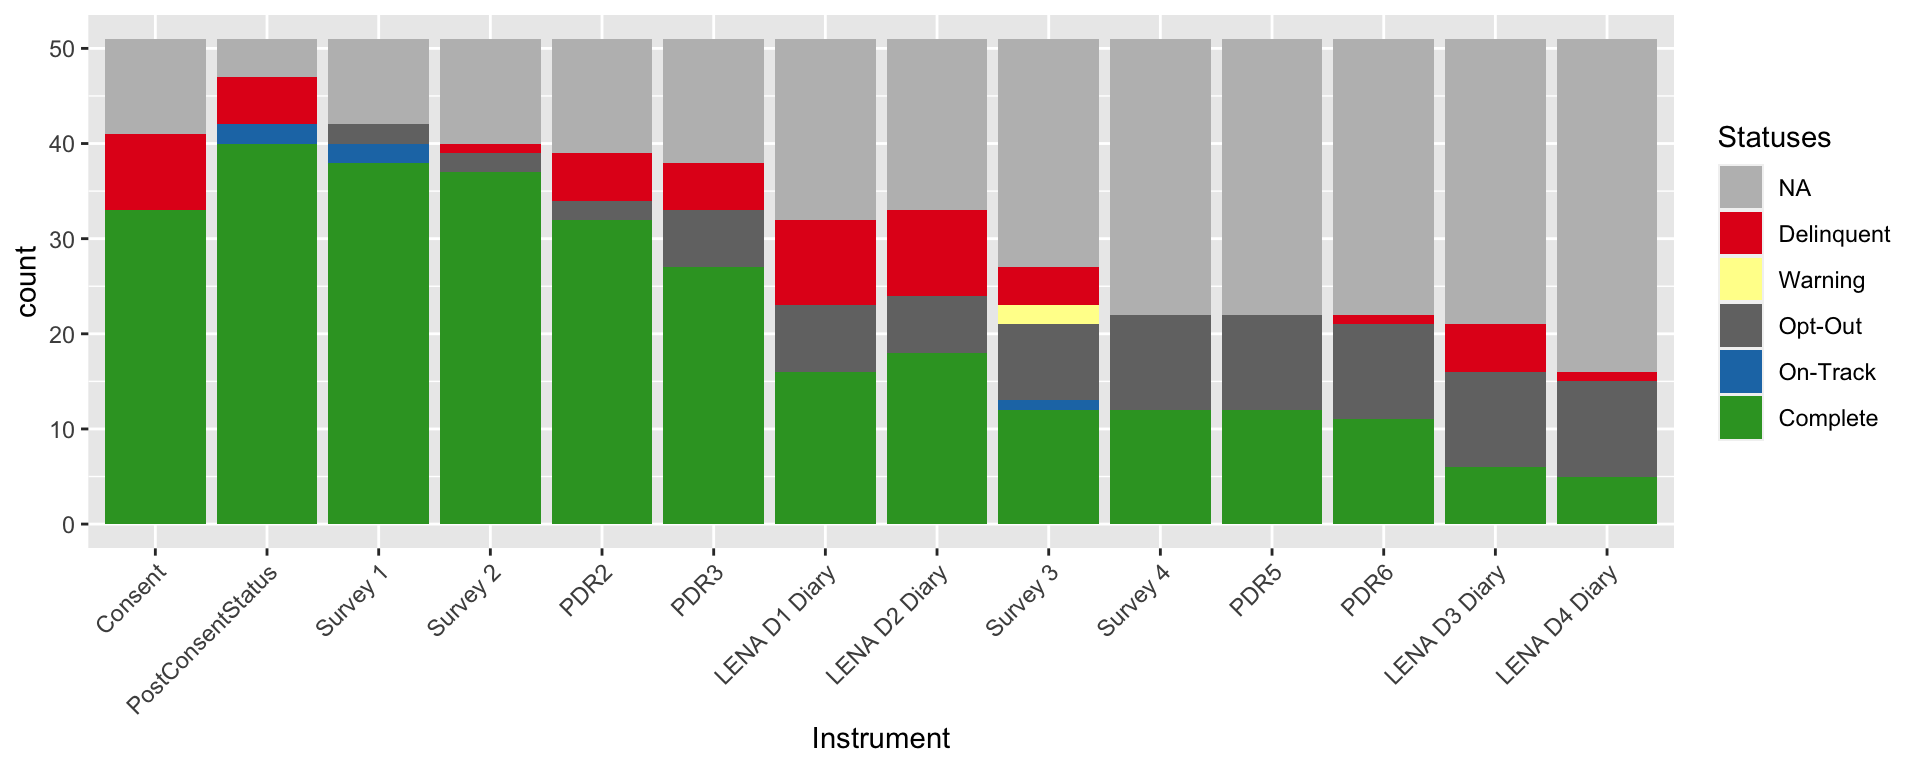 count
50
40
30
20
10
0
Consent
PostConsentStatus
Survey 1
Survey 2
PDR2
PDR3
LENA D1 Diary
LENA D2 Diary
Survey 3
Survey 4
PDR5
PDR6
LENA D3 Diary
LENA D4 Diary
Instrument
Statuses
NA
Delinquent
Warning
Opt-Out
On-Track
Complete